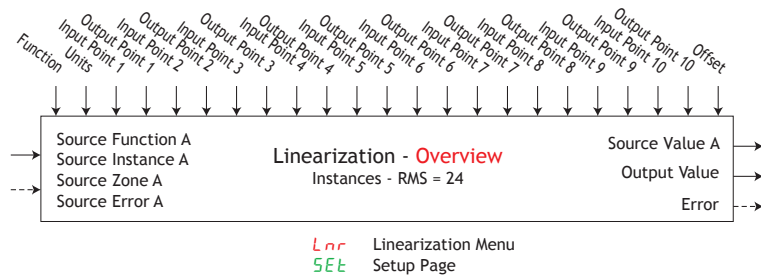 Function
Units
Input Point 1
Output Point 1
Input Point 2
Output Point 2
Input Point 3
Output Point 3
Input Point 4
Output Point 4
Input Point 5
Output Point 5
Input Point 6
Output Point 6
Input Point 7
Output Point 7
Input Point 8
Output Point 8
Input Point 9
Output Point 9
Input Point 10
Output Point 10
Offset
Source Function A
Source Instance A
Source Zone A
Source Error A
Linearization - Overview
Instances - RMS = 24
Source Value A
Output Value
Error
Lnr Linearization Menu
SEt Setup Page